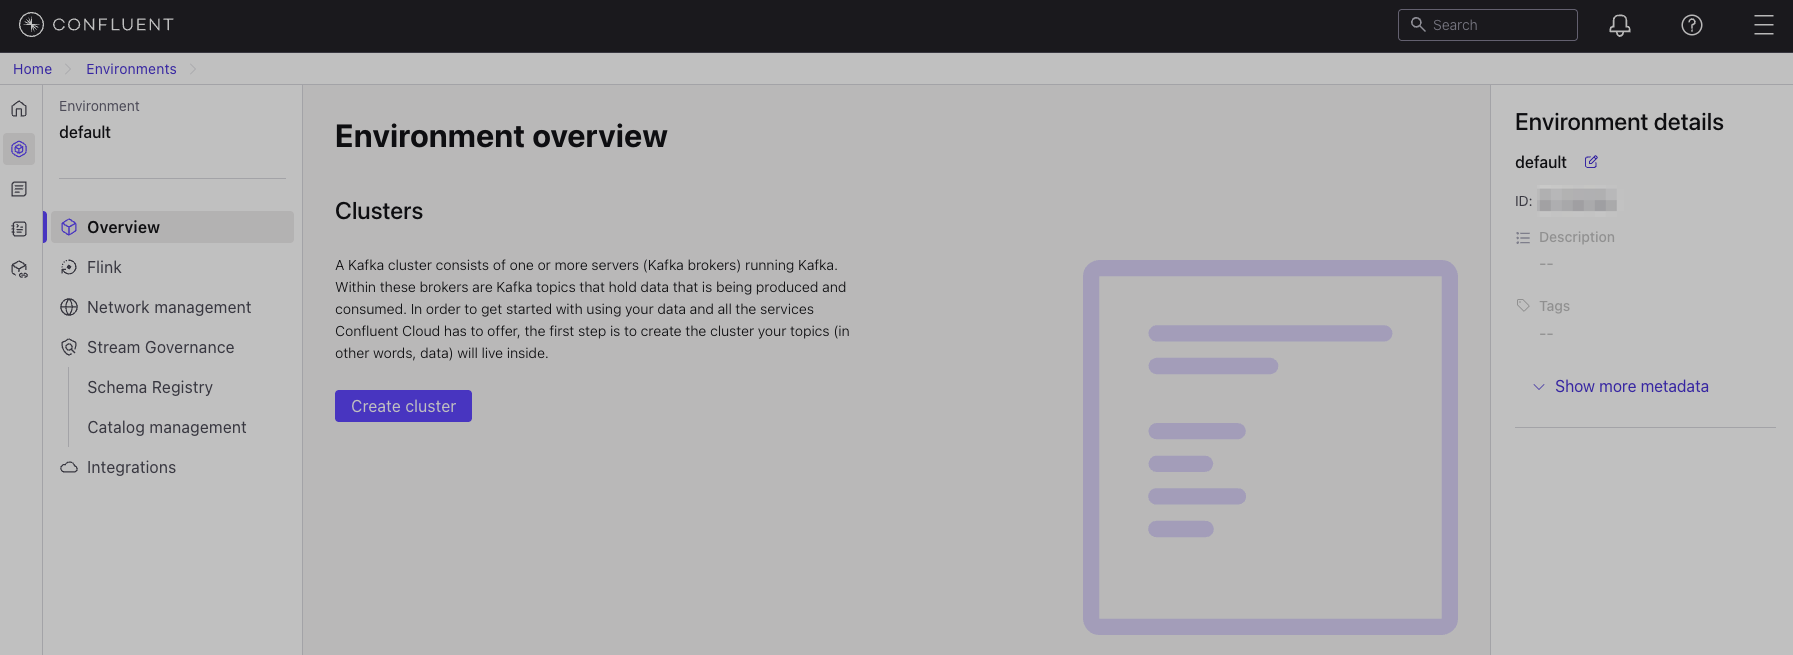 CONFLUENT
Search
Home
Environments
Environment
default
Overview
Flink
Network management
Stream Governance
Schema Registry
Catalog management
Integrations
Environment overview
Clusters
A Kafka cluster consists of one or more servers (Kafka brokers) running Kafka.
Within these brokers are Kafka topics that hold data that is being produced and
consumed. In order to get started with using your data and all the services
Confluent Cloud has to offer, the first step is to create the cluster your topics (in
other words, data) will live inside.
Create cluster
Environment details
default
ID:
Description
--
Tags
--
Show more metadata